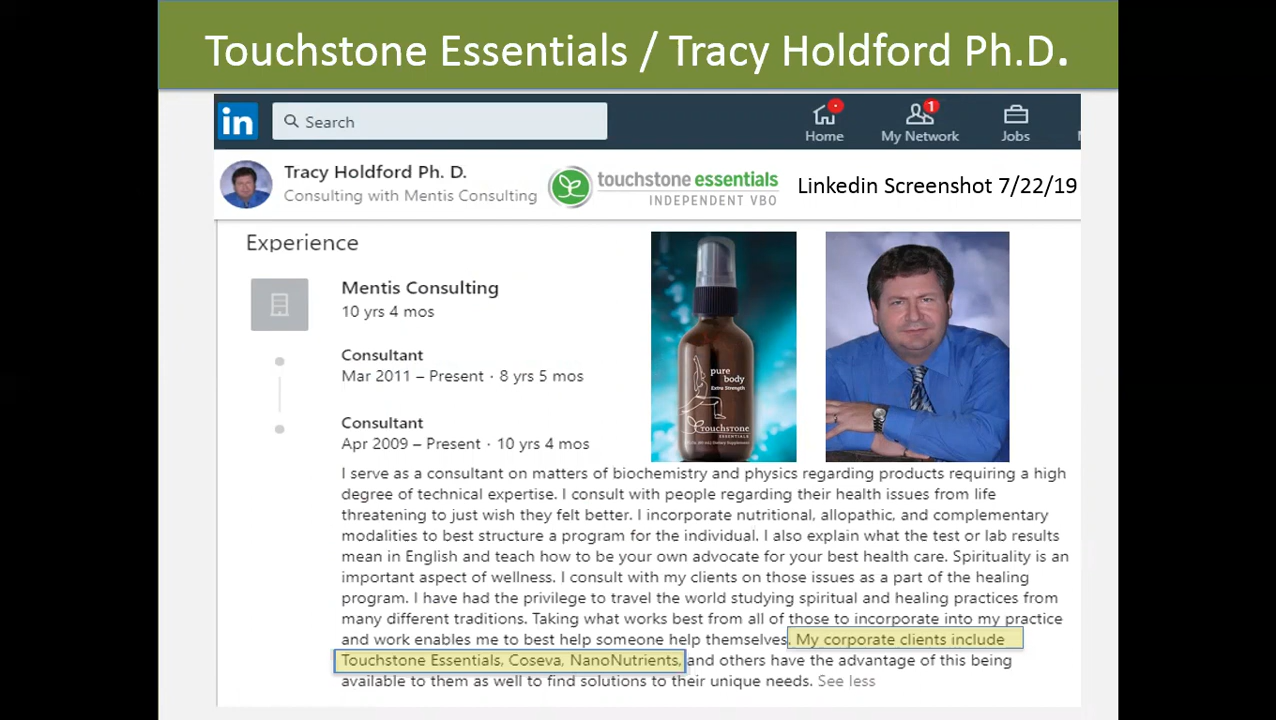 Touchstone Essentials / Tracy Holdford Ph.D.
in
Search
Home
1
My Network
Jobs
Tracy Holdford Ph. D.
Consulting with Mentis Consulting
touchstone essentials
INDEPENDENT VBO
Linkedin Screenshot 7/22/19
Experience
Mentis Consulting
10 yrs 4 mos
Consultant
Mar 2011 – Present · 8 yrs 5 mos
Consultant
Apr 2009 – Present · 10 yrs 4 mos
pure
body
Extra Strength
Touchstone
ESSENTIALS
I serve as a consultant on matters of biochemistry and physics regarding products requiring a high
degree of technical expertise. I consult with people regarding their health issues from life
threatening to just wish they felt better. I incorporate nutritional, allopathic, and complementary
modalities to best structure a program for the individual. I also explain what the test or lab results
mean in English and teach how to be your own advocate for your best health care. Spirituality is an
important aspect of wellness. I consult with my clients on those issues as a part of the healing
program. I have had the privilege to travel the world studying spiritual and healing practices from
many different traditions. Taking what works best from all of those to incorporate into my practice
and work enables me to best help someone help themselves. My corporate clients include
Touchstone Essentials, Coseva, NanoNutrients, and others have the advantage of this being
available to them as well to find solutions to their unique needs. See less